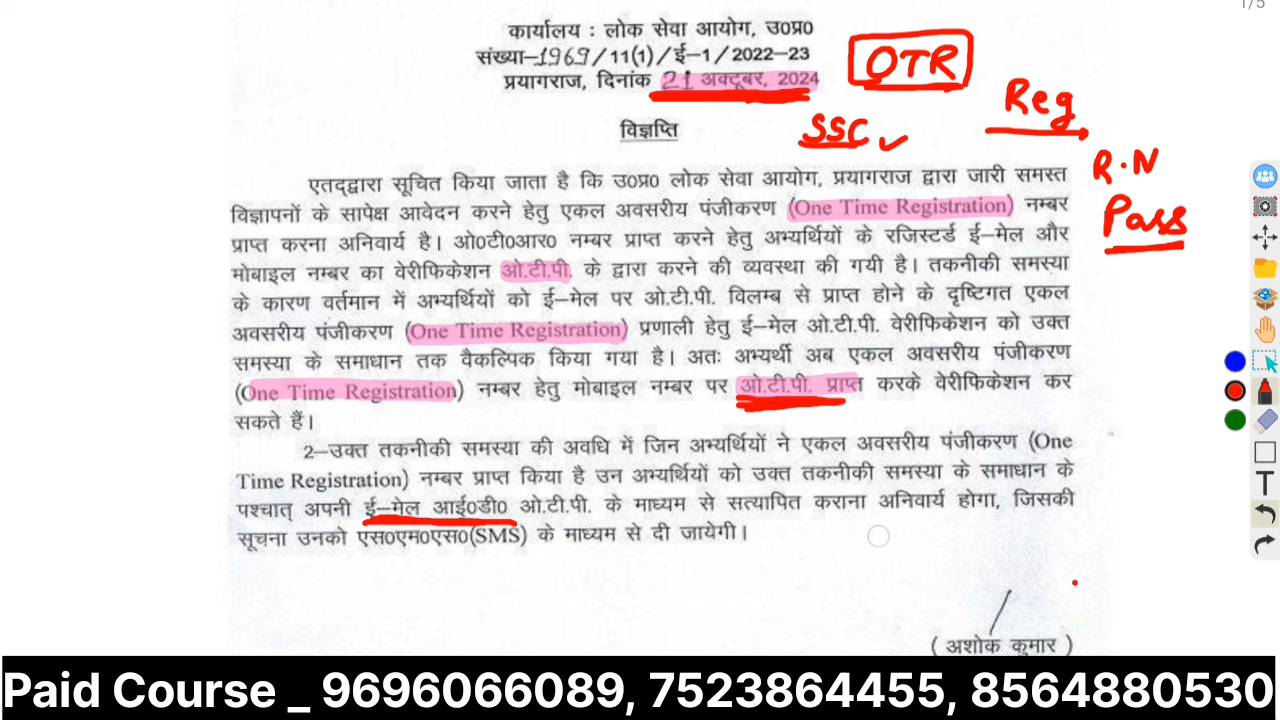 1/5
कार्यालय : लोक सेवा आयोग, उ0प्र0
संख्या-1969/11(1)/ई-1/2022-23
प्रयागराज, दिनांक 21 अक्टूबर, 2024
OTR
Reg
विज्ञप्ति
SSC
R.N
Pass
एतद्द्वारा सूचित किया जाता है कि उ0प्र0 लोक सेवा आयोग, प्रयागराज द्वारा जारी समस्त
विज्ञापनों के सापेक्ष आवेदन करने हेतु एकल अवसरीय पंजीकरण (One Time Registration) नम्बर
प्राप्त करना अनिवार्य है। ओ0टी0आर0 नम्बर प्राप्त करने हेतु अभ्यर्थियों के रजिस्टर्ड ई-मेल और
मोबाइल नम्बर का वेरीफिकेशन ओ.टी.पी. के द्वारा करने की व्यवस्था की गयी है। तकनीकी समस्या
के कारण वर्तमान में अभ्यर्थियों को ई-मेल पर ओ.टी.पी. विलम्ब से प्राप्त होने के दृष्टिगत एकल
अवसरीय पंजीकरण (One Time Registration) प्रणाली हेतु ई-मेल ओ.टी.पी. वेरीफिकेशन को उक्त
समस्या के समाधान तक वैकल्पिक किया गया है। अतः अभ्यर्थी अब एकल अवसरीय पंजीकरण
(One Time Registration) नम्बर हेतु मोबाइल नम्बर पर ओ.टी.पी. प्राप्त करके वेरीफिकेशन कर
सकते हैं।
2-उक्त तकनीकी समस्या की अवधि में जिन अभ्यर्थियों ने एकल अवसरीय पंजीकरण (One
Time Registration) नम्बर प्राप्त किया है उन अभ्यर्थियों को उक्त तकनीकी समस्या के समाधान के
पश्चात् अपनी ई-मेल आई0डी0 ओ.टी.पी. के माध्यम से सत्यापित कराना अनिवार्य होगा, जिसकी
सूचना उनको एस0एम0एस0(SMS) के माध्यम से दी जायेगी।
( अशोक कुमार )
T
Paid Course _ 9696066089, 7523864455, 8564880530